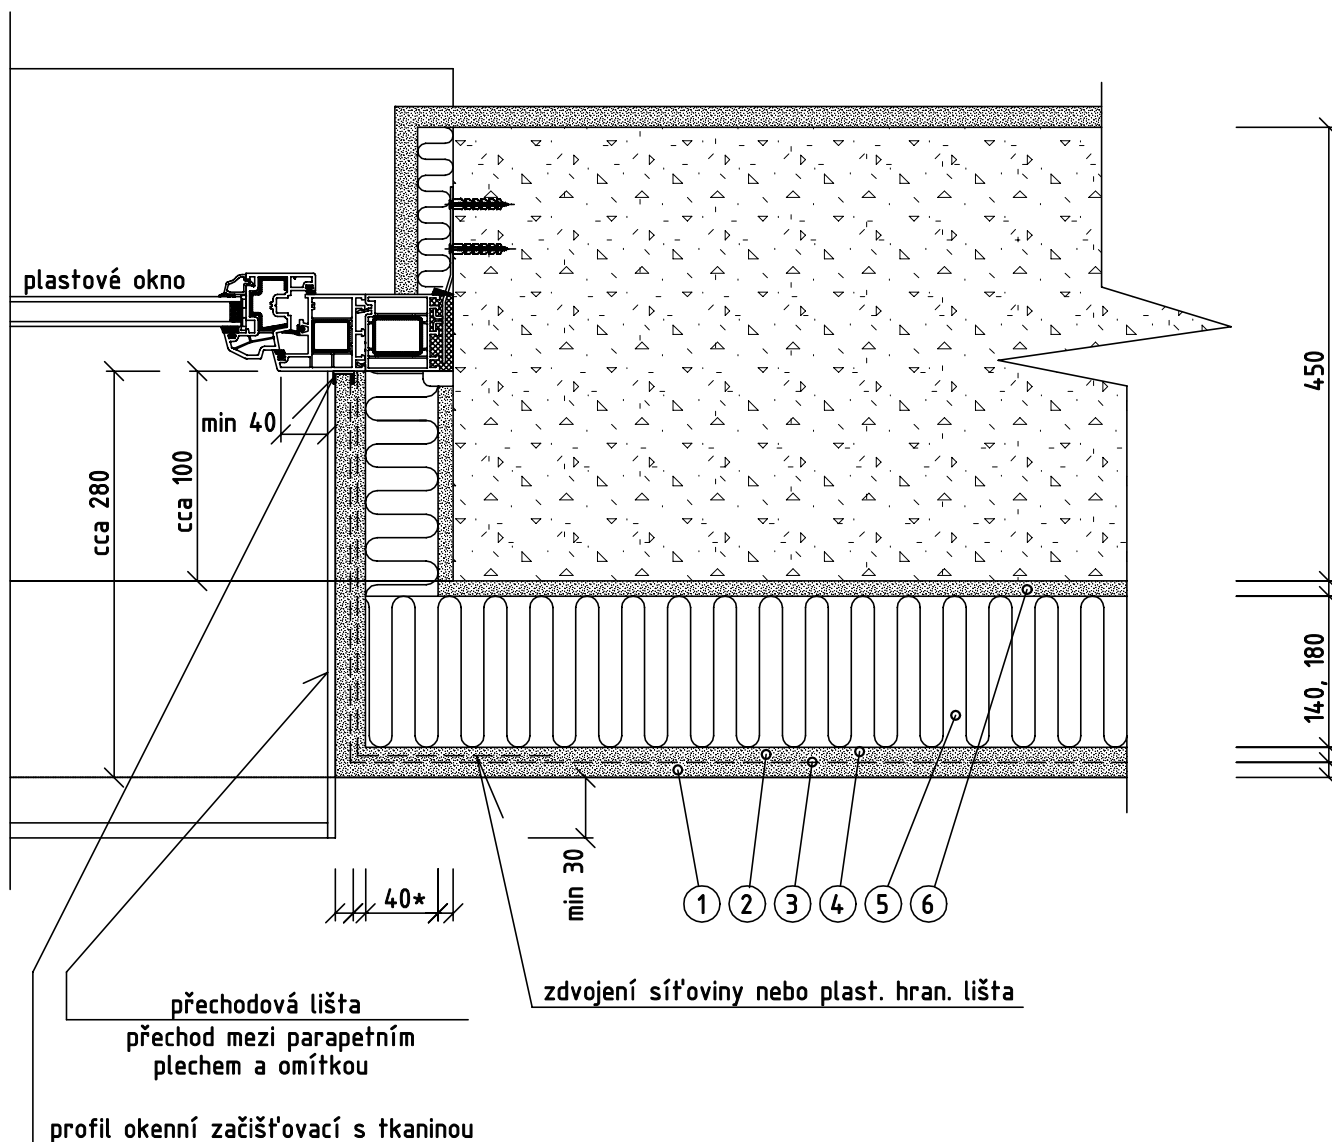 plastové okno
450
min 40
cca 100
cca 280
140, 180
40*
min 30
1 2 3 4 5 6
zdvojení síťoviny nebo plast. hran. lišta
přechodová lišta
přechod mezi parapetním
plechem a omítkou
profil okenní začišťovací s tkaninou